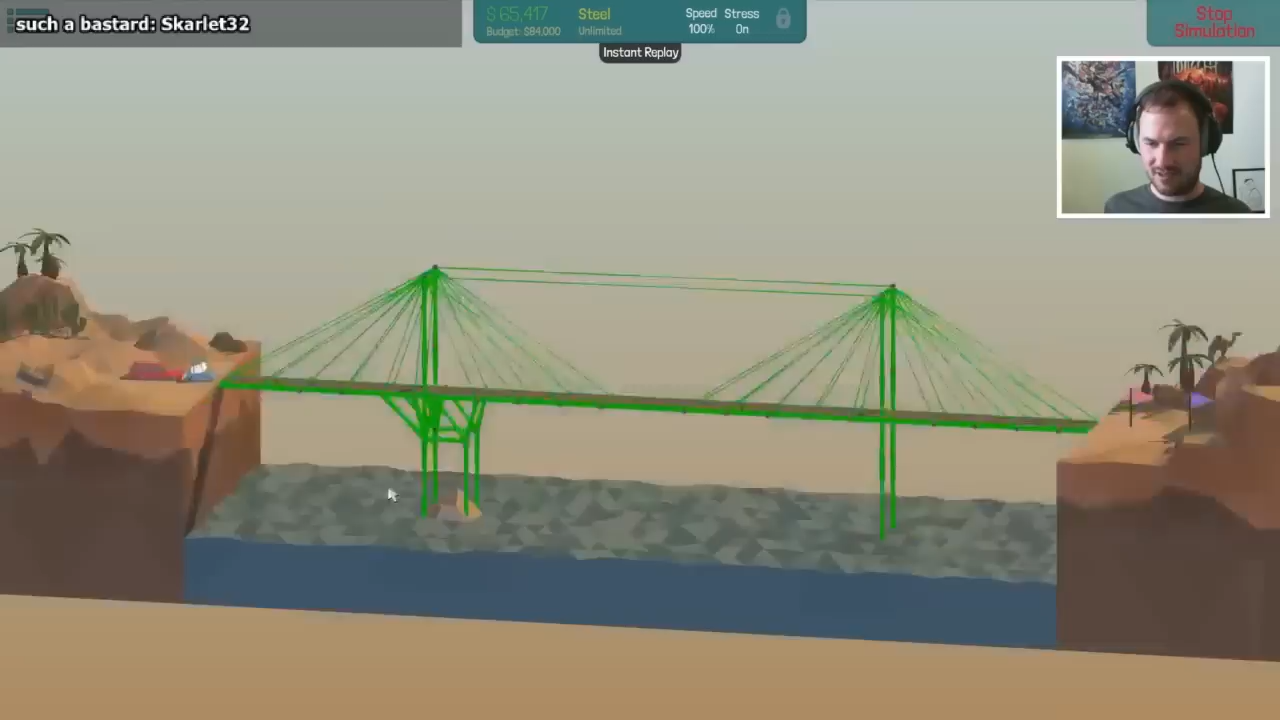 such a bastard: Skarlet32
$ 65,417
Budget: $84,000
Steel
Unlimited
Speed
100%
Stress
On
Instant Replay
Stop
Simulation